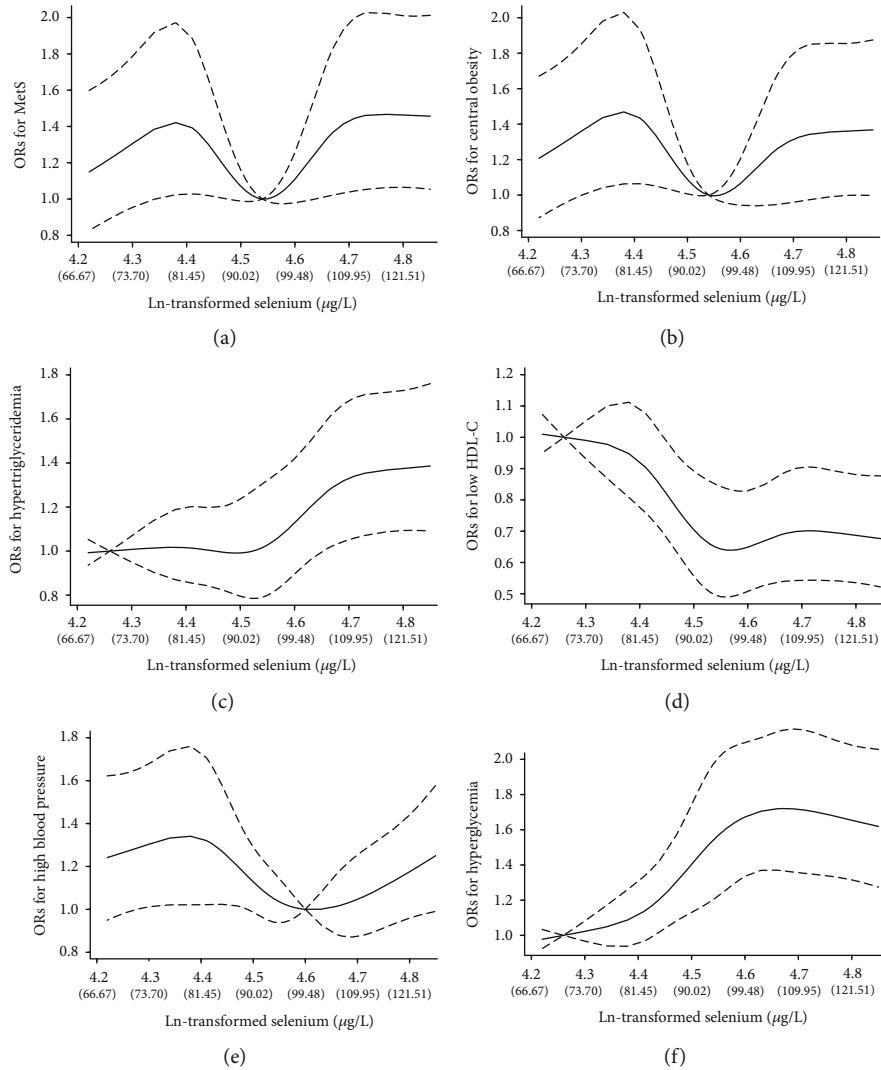 ORs for MetS
2.0
1.8
1.6
1.4
1.2
1.0
0.8
4.2 4.3 4.4 4.5 4.6 4.7 4.8
(66.67) (73.70) (81.45) (90.02) (99.48) (109.95) (121.51)
Ln-transformed selenium (μg/L)
(a)
ORs for central obesity
2.0
1.8
1.6
1.4
1.2
1.0
0.8
4.2 4.3 4.4 4.5 4.6 4.7 4.8
(66.67) (73.70) (81.45) (90.02) (99.48) (109.95) (121.51)
Ln-transformed selenium (μg/L)
(b)
ORs for hypertriglyceridemia
1.8
1.6
1.4
1.2
1.0
0.8
4.2 4.3 4.4 4.5 4.6 4.7 4.8
(66.67) (73.70) (81.45) (90.02) (99.48) (109.95) (121.51)
Ln-transformed selenium (μg/L)
(c)
ORs for low HDL-C
1.2
1.1
1.0
0.9
0.8
0.7
0.6
0.5
4.2 4.3 4.4 4.5 4.6 4.7 4.8
(66.67) (73.70) (81.45) (90.02) (99.48) (109.95) (121.51)
Ln-transformed selenium (μg/L)
(d)
ORs for high blood pressure
1.8
1.6
1.4
1.2
1.0
0.8
4.2 4.3 4.4 4.5 4.6 4.7 4.8
(66.67) (73.70) (81.45) (90.02) (99.48) (109.95) (121.51)
Ln-transformed selenium (μg/L)
(e)
ORs for hyperglycemia
2.0
1.8
1.6
1.4
1.2
1.0
4.2 4.3 4.4 4.5 4.6 4.7 4.8
(66.67) (73.70) (81.45) (90.02) (99.48) (109.95) (121.51)
Ln-transformed selenium (μg/L)
(f)